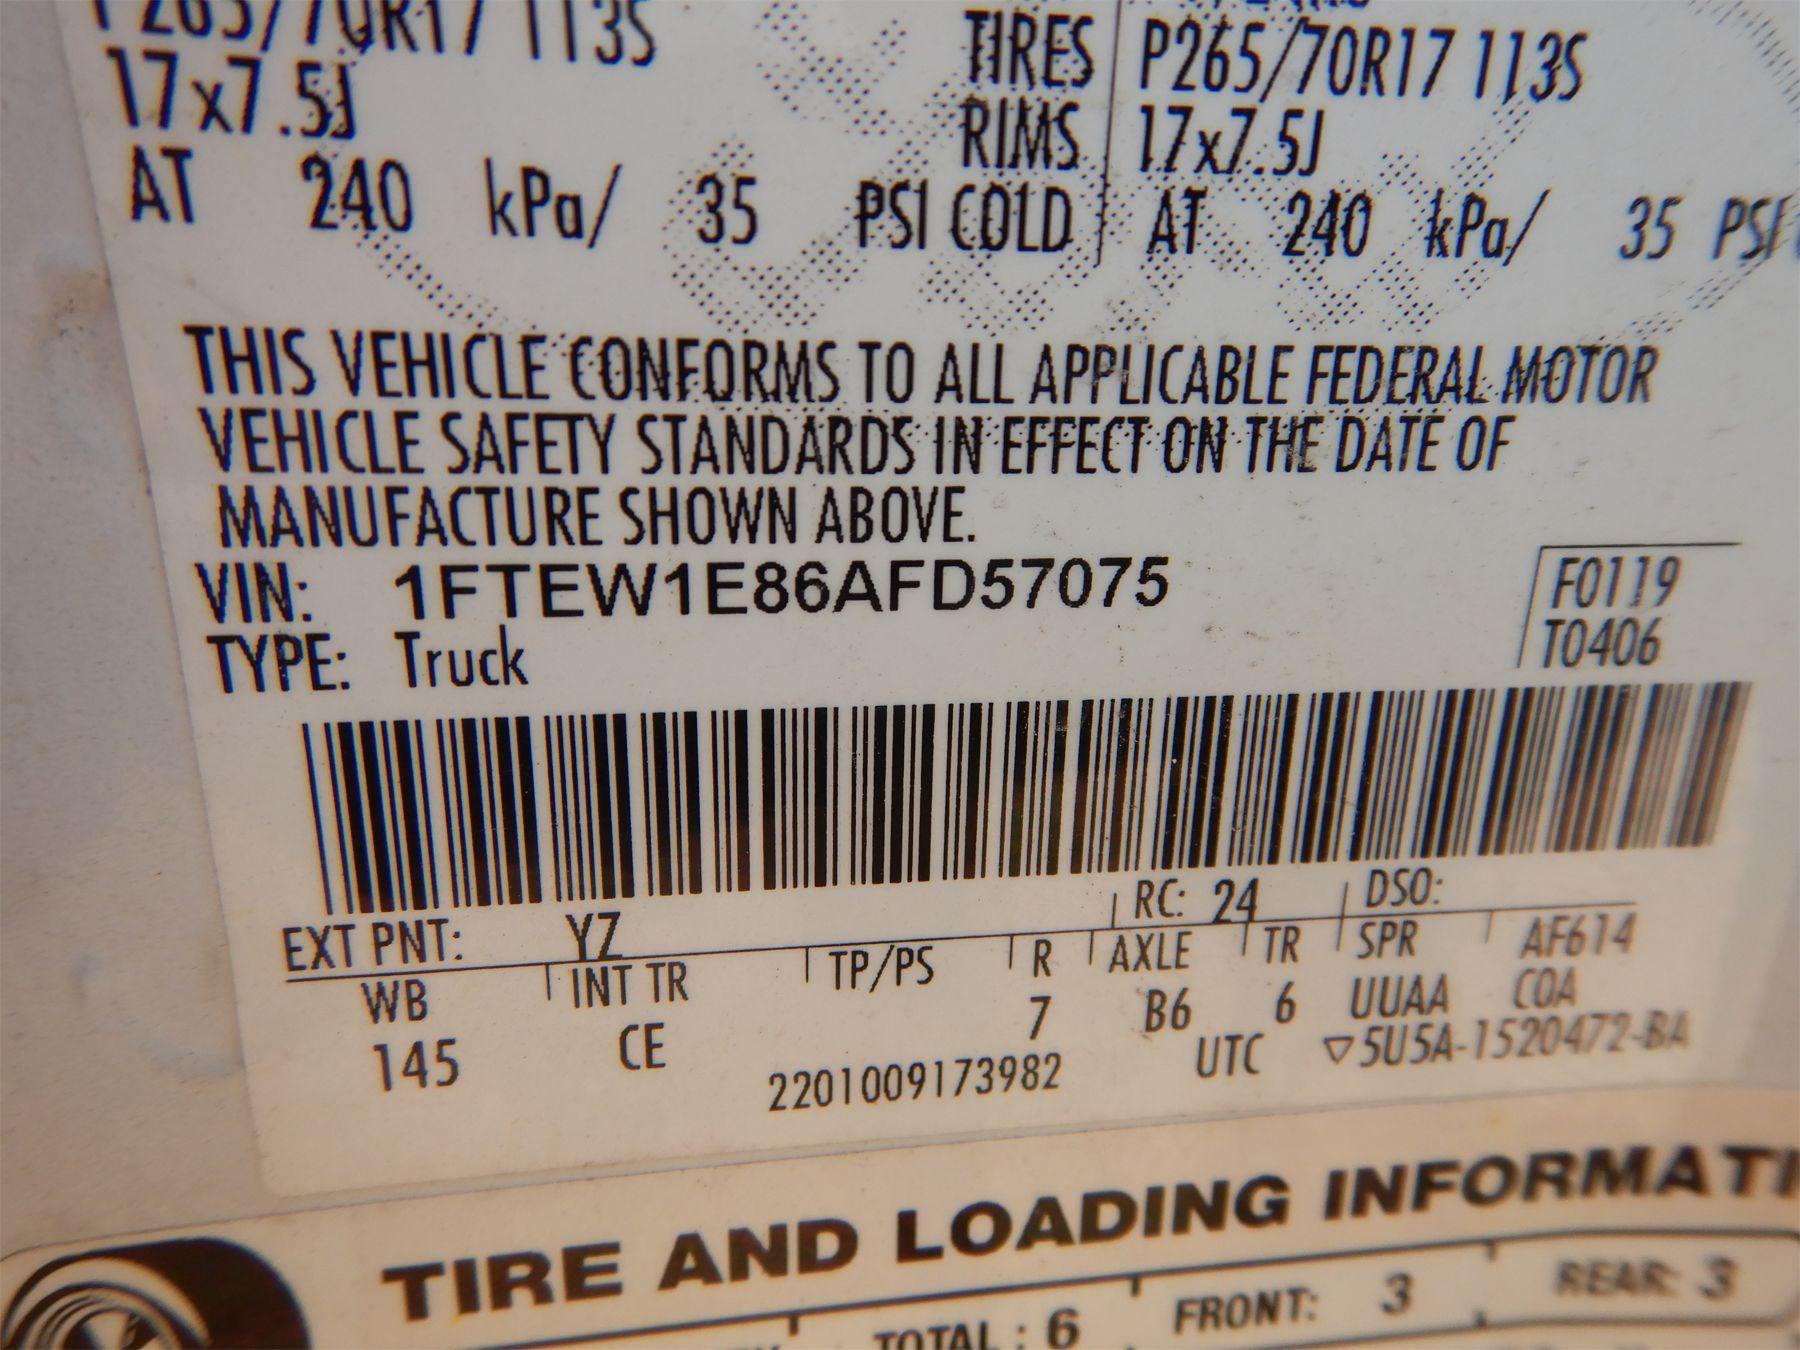 P265/70R17 113S
17x7.5J
AT 240 kPa/ 35 PSI COLD
TIRES P265/70R17 113S
RIMS 17x7.5J
AT 240 kPa/ 35 PSI
THIS VEHICLE CONFORMS TO ALL APPLICABLE FEDERAL MOTOR
VEHICLE SAFETY STANDARDS IN EFFECT ON THE DATE OF
MANUFACTURE SHOWN ABOVE.
VIN: 1FTEW1E86AFD57075
TYPE: Truck
F0119
T0406
EXT PNT: YZ RC: 24 DSO:
WB INT TR TP/PS R AXLE TR SPR AF614
145 CE 7 B6 6 UUAA COA
2201009173982 UTC ▽5U5A-1520472-BA
TIRE AND LOADING INFORMATI
TOTAL : 6 FRONT: 3 REAR: 3